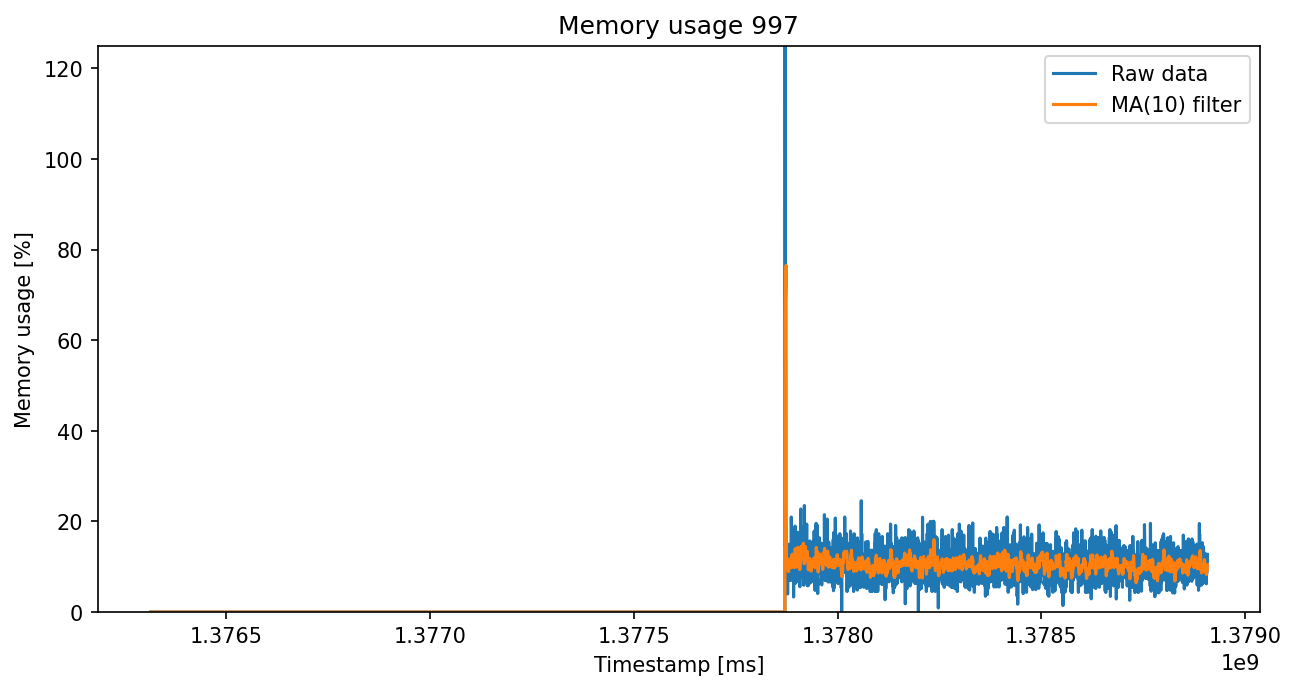 Memory usage 997
Raw data
MA(10) filter
Memory usage [%]
120
100
80
60
40
20
0
1.3765 1.3770 1.3775 1.3780 1.3785 1.3790
1e9
Timestamp [ms]